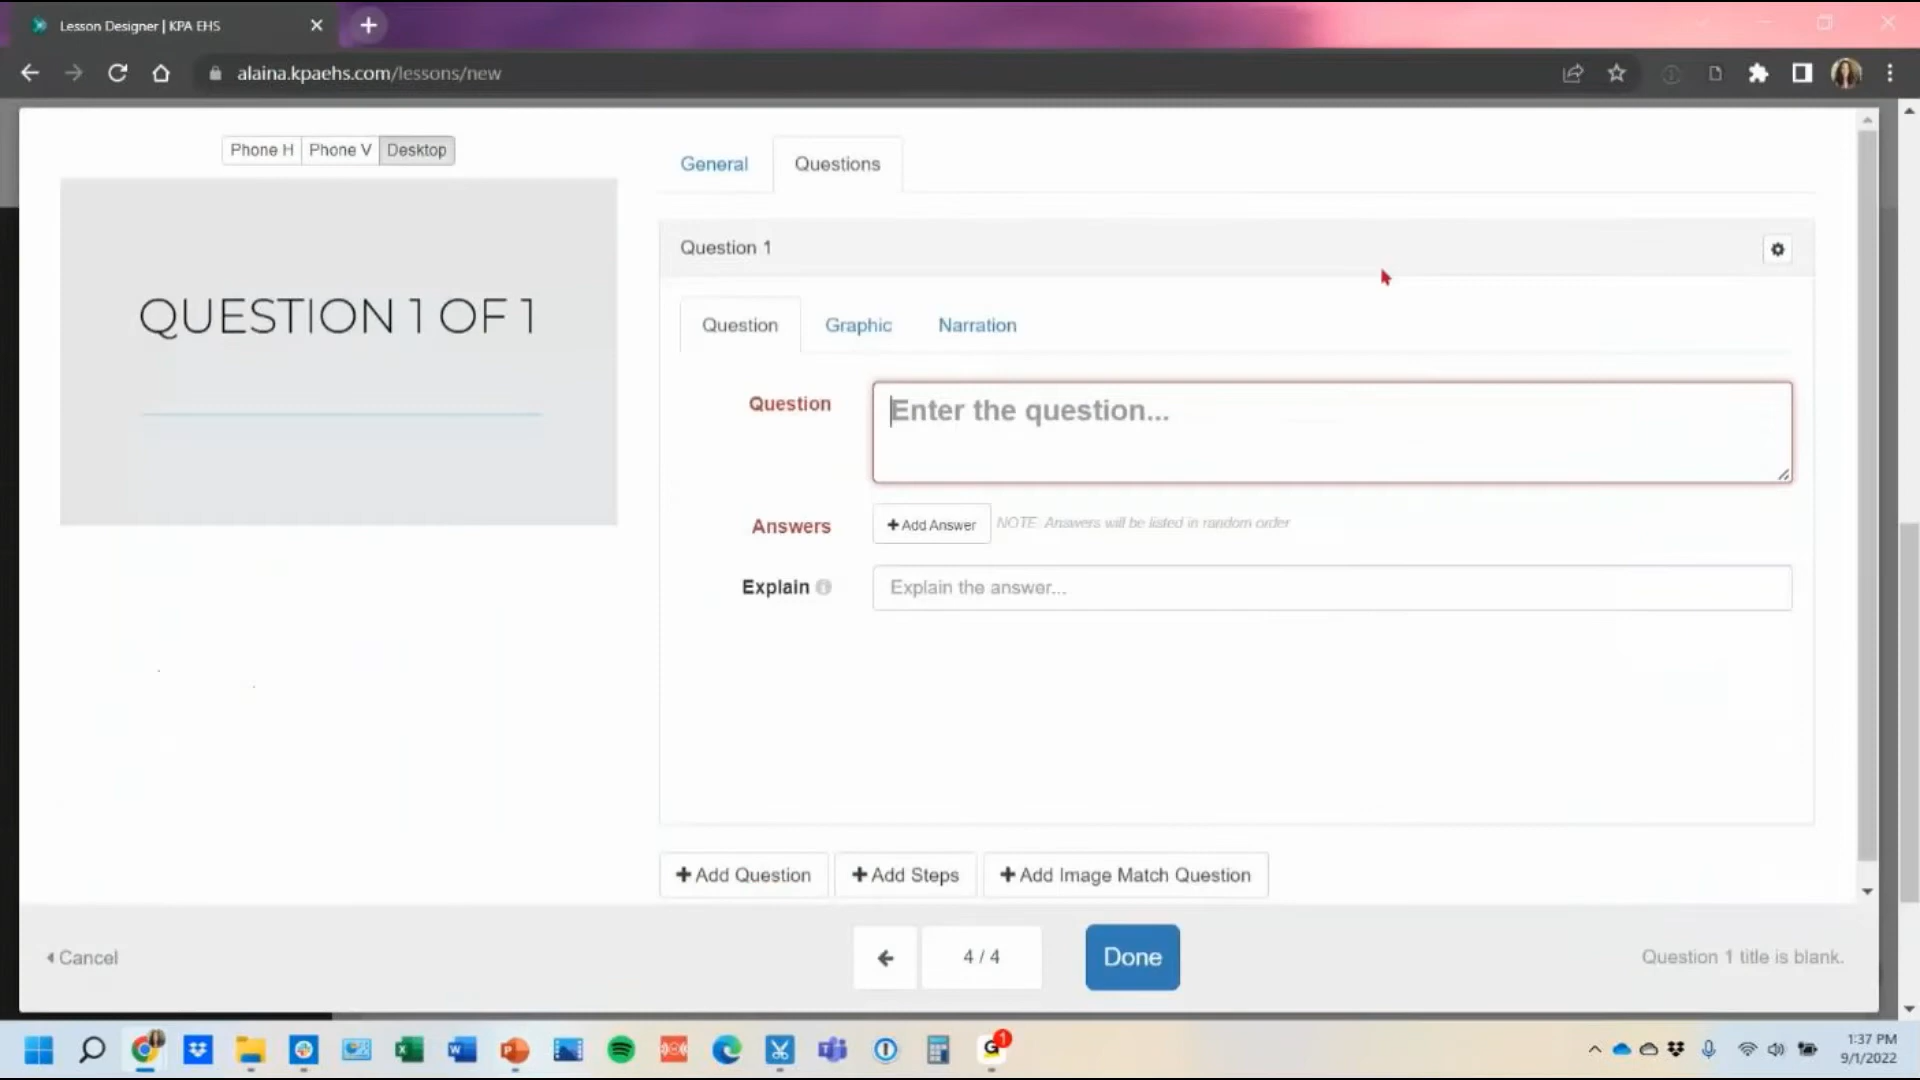 Lesson Designer | KPA EHS
alaina.kpaehs.com/lessons/new
Phone H Phone V Desktop
General Questions
QUESTION 1 OF 1
Question 1
Question Graphic Narration
Question Enter the question...
Answers Add Answer NOTE: Answers will be listed in random order
Explain Explain the answer...
Add Question Add Steps Add Image Match Question
Cancel 4 / 4 Done Question 1 title is blank.
1
1:37 PM
9/1/2022